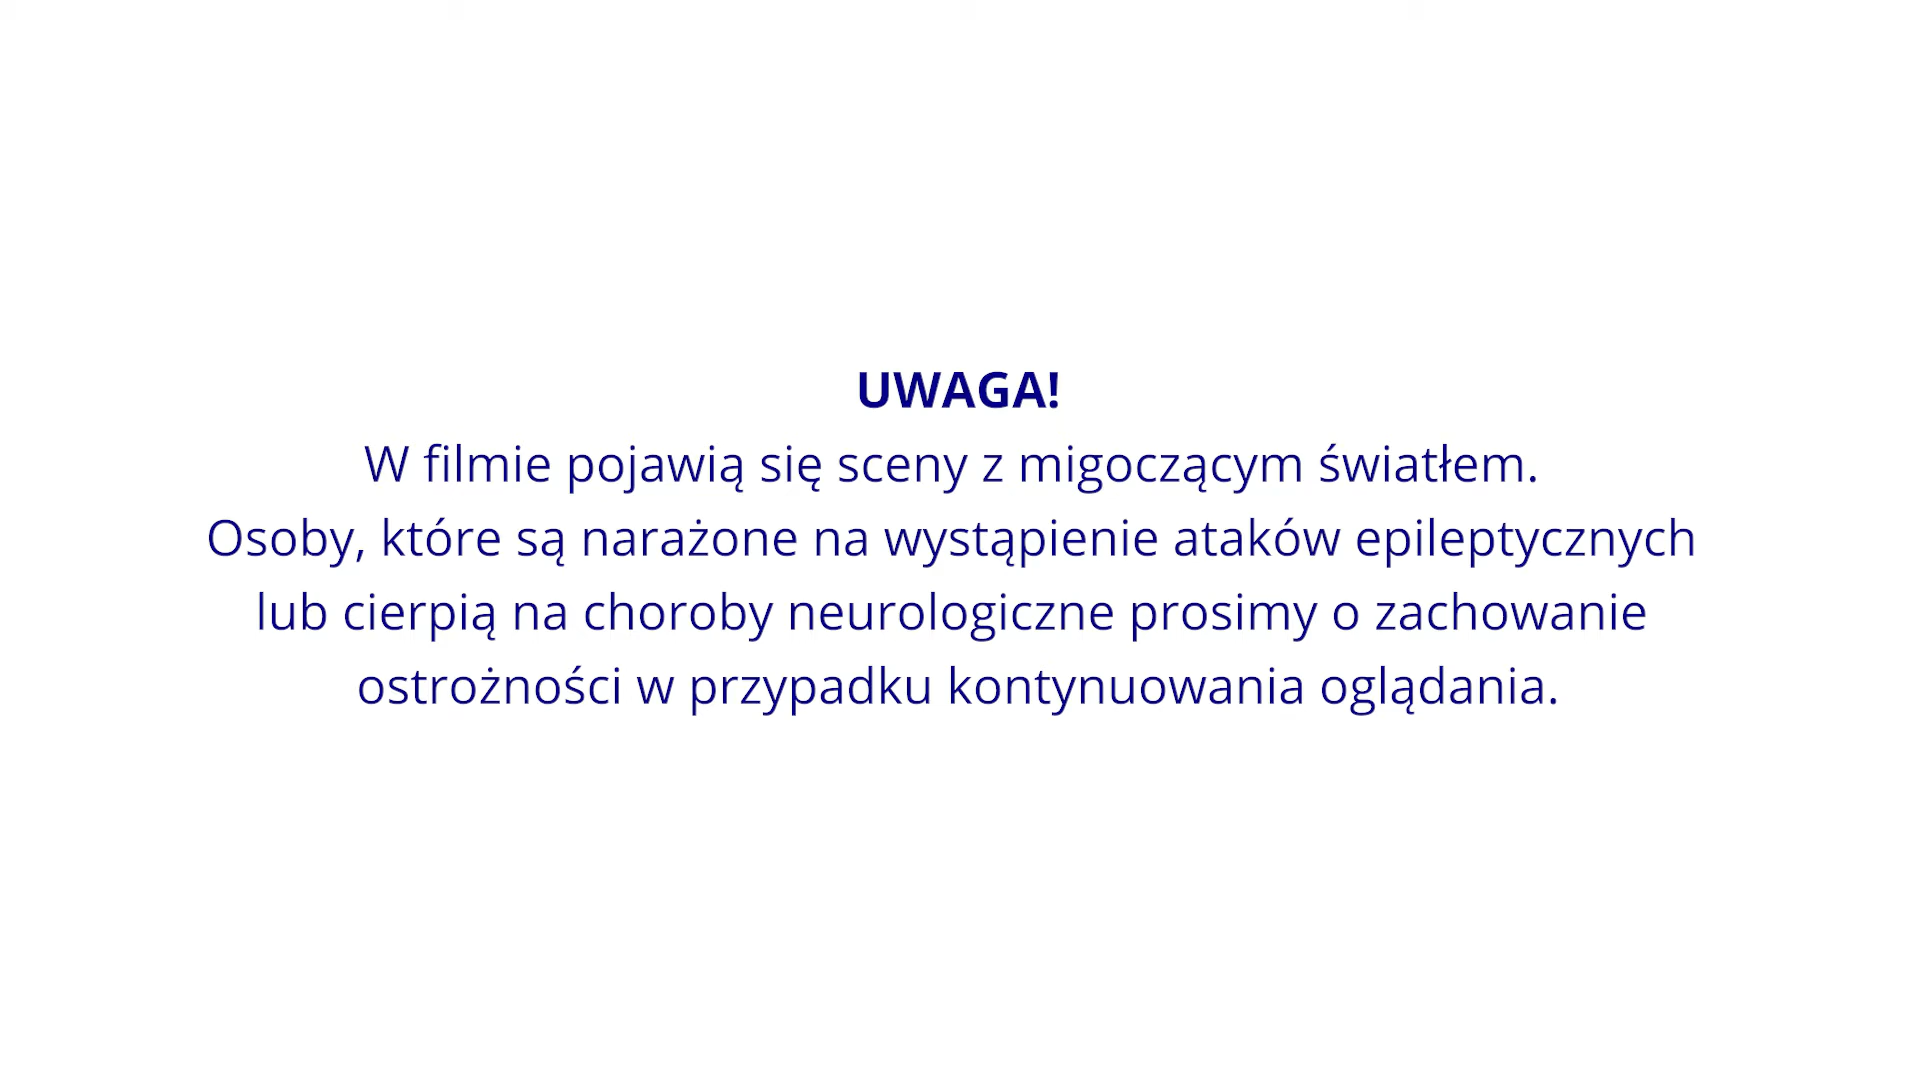 UWAGA!
W filmie pojawią się sceny z migoczącym światłem.
Osoby, które są narażone na wystąpienie ataków epileptycznych
lub cierpią na choroby neurologiczne prosimy o zachowanie
ostrożności w przypadku kontynuowania oglądania.